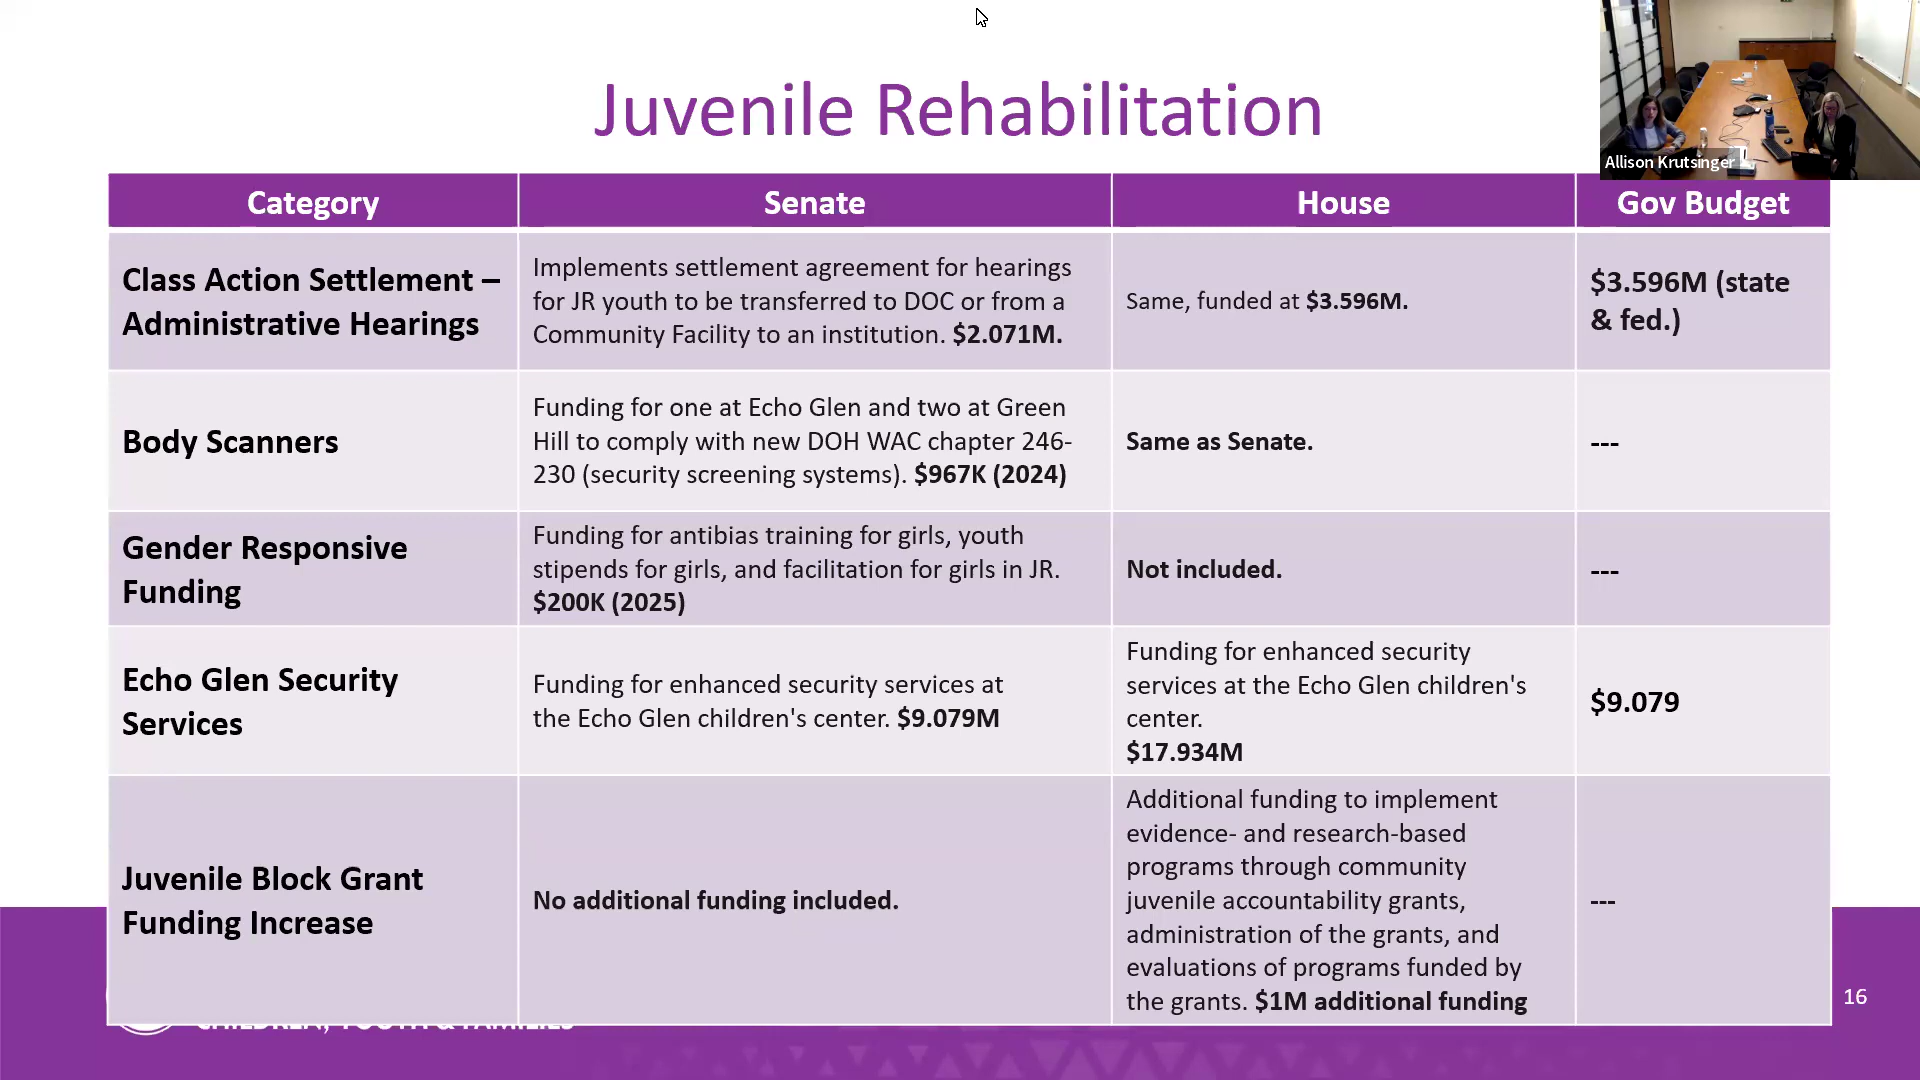 Juvenile Rehabilitation
Allison Krutsinger
Category
Senate
House
Gov Budget
Class Action Settlement –
Administrative Hearings
Implements settlement agreement for hearings
for JR youth to be transferred to DOC or from a
Community Facility to an institution. $2.071M.
Same, funded at $3.596M.
$3.596M (state
& fed.)
Body Scanners
Funding for one at Echo Glen and two at Green
Hill to comply with new DOH WAC chapter 246-
230 (security screening systems). $967K (2024)
Same as Senate.
---
Gender Responsive
Funding
Funding for antibias training for girls, youth
stipends for girls, and facilitation for girls in JR.
$200K (2025)
Not included.
---
Echo Glen Security
Services
Funding for enhanced security services at
the Echo Glen children's center. $9.079M
Funding for enhanced security
services at the Echo Glen children's
center.
$17.934M
$9.079
Juvenile Block Grant
Funding Increase
No additional funding included.
Additional funding to implement
evidence- and research-based
programs through community
juvenile accountability grants,
administration of the grants, and
evaluations of programs funded by
the grants. $1M additional funding
---
16
CHILDREN, YOUTH & FAMILIES